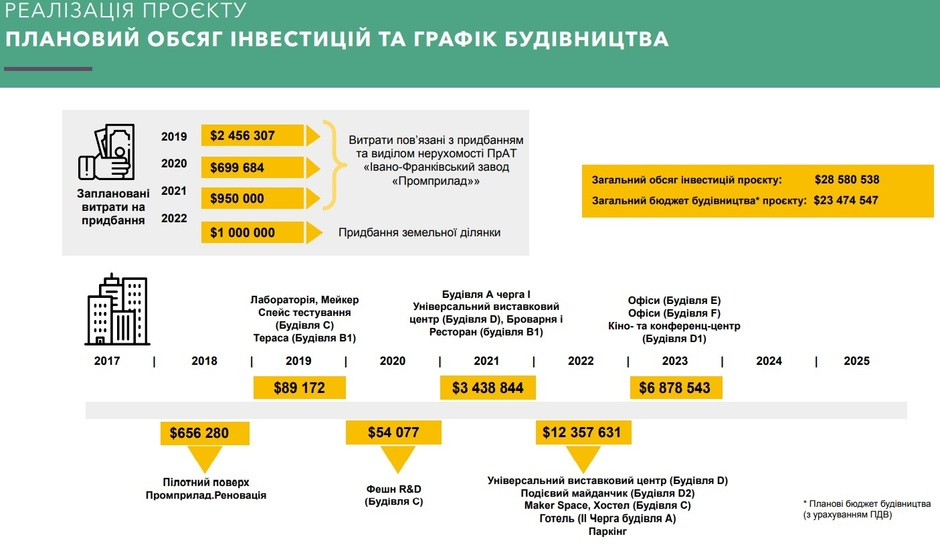 РЕАЛІЗАЦІЯ ПРОЄКТУ
ПЛАНОВИЙ ОБСЯГ ІНВЕСТИЦІЙ ТА ГРАФІК БУДІВНИЦТВА
Заплановані
витрати на
придбання
2019
$2 456 307
2020
$699 684
2021
$950 000
2022
$1 000 000
Витрати пов’язані з придбанням
та виділом нерухомості ПрАТ
«Івано-Франківський завод
«Промприлад»»
Придбання земельної ділянки
Загальний обсяг інвестицій проєкту: $28 580 538
Загальний бюджет будівництва* проєкту: $23 474 547
Лабораторія, Мейкер
Спейс тестування
(Будівля С)
Тераса (Будівля В1)
Будівля А черга І
Універсальний виставковий
центр (Будівля D), Броварня і
Ресторан (будівля В1)
Офиси (Будівля E)
Офиси (Будівля F)
Кіно- та конференц-центр
(Будівля D1)
2017 | 2018 | 2019 | 2020 | 2021 | 2022 | 2023 | 2024 | 2025
$89 172
$3 438 844
$6 878 543
$656 280
$54 077
$12 357 631
Пілотний поверх
Промприлад.Реновація
Фешн R&D
(Будівля С)
Універсальний виставковий центр (Будівля D)
Подієвий майданчик (Будівля D2)
Maker Space, Хостел (Будівля С)
Готель (ІІ Черга будівля А)
Паркінг
* Планові бюджет будівництва
(з урахуванням ПДВ)